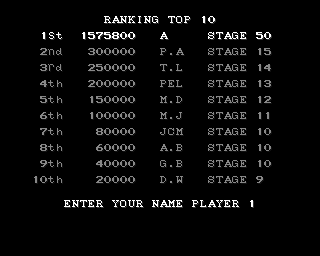 RANKING TOP 10
1St 1575800 A STAGE 50
2nd 300000 P.A STAGE 15
3rd 250000 T.L STAGE 14
4th 200000 PEL STAGE 13
5th 150000 M.D STAGE 12
6th 100000 M.J STAGE 11
7th 80000 JCM STAGE 10
8th 60000 A.B STAGE 10
9th 40000 G.B STAGE 10
10th 20000 D.W STAGE 9
ENTER YOUR NAME PLAYER 1